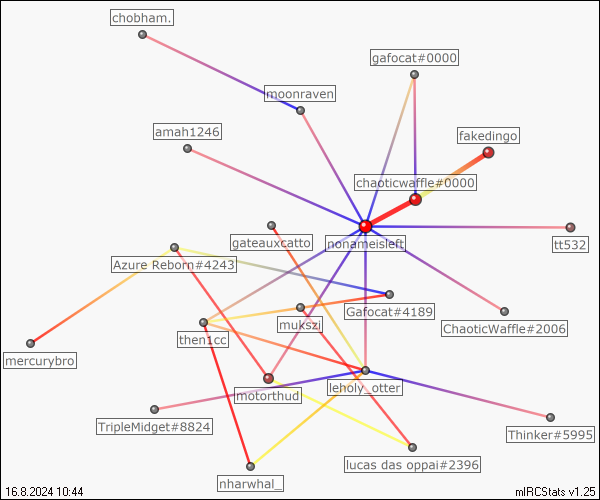 chobham.
gafocat#0000
moonraven
amah1246
fakedingo
chaoticwaffle#0000
gateauxcatto
nonameisleft
tt532
Azure Reborn#4243
Gafocat#4189
mukszi
ChaoticWaffle#2006
then1cc
mercurybro
motorthud
leholy_otter
TripleMidget#8824
Thinker#5995
lucas das oppai#2396
nharwhal_
16.8.2024 10:44
mIRCStats v1.25